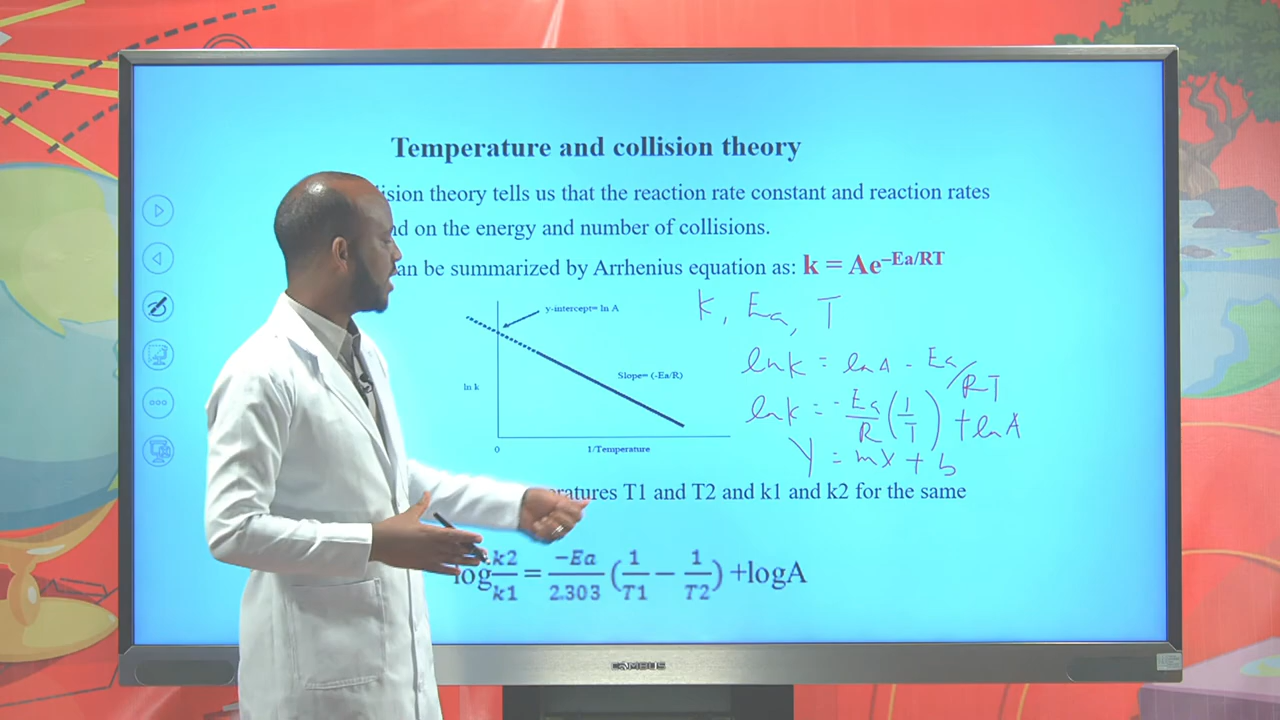 Temperature and collision theory
ision theory tells us that the reaction rate constant and reaction rates
nd on the energy and number of collisions.
an be summarized by Arrhenius equation as: k = Ae–Ea/RT
y-intercept= ln A
k, Ea, T
lnk = lnA - Ea/RT
Slope= (-Ea/R)
ln k
lnk = - Ea/R (1/T) + lnA
Y = mx + b
0
1/Temperature
eratures T1 and T2 and k1 and k2 for the same
log k2/k1 = −Ea/2.303 (1/T1 − 1/T2) +logA